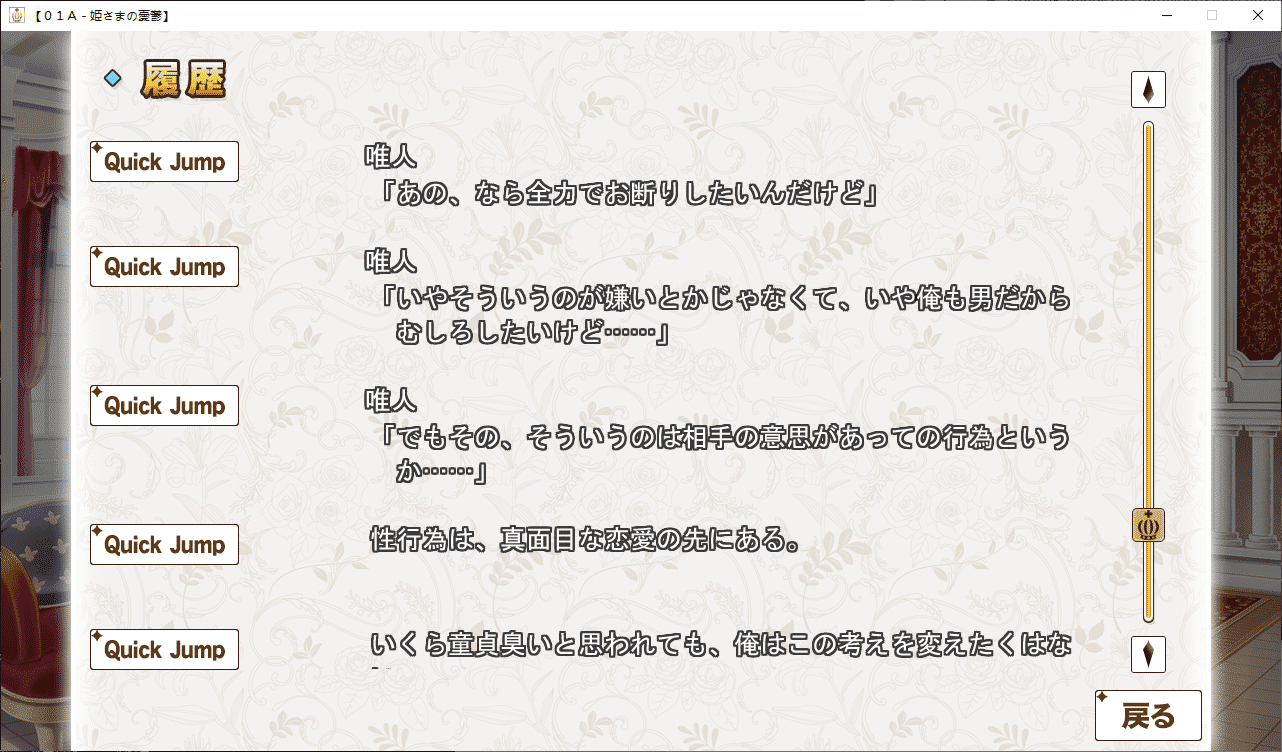 【０１Ａ - 姫さまの憂鬱】
履歴
Quick Jump
唯人
「あの、なら全力でお断りしたいんだけど」
Quick Jump
唯人
「いやそういうのが嫌いとかじゃなくて、いや俺も男だから
むしろしたいけど……」
Quick Jump
唯人
「でもその、そういうのは相手の意思があっての行為という
か……」
Quick Jump
性行為は、真面目な恋愛の先にある。
Quick Jump
いくら童貞臭いと思われても、俺はこの考えを変えたくはな
戻る